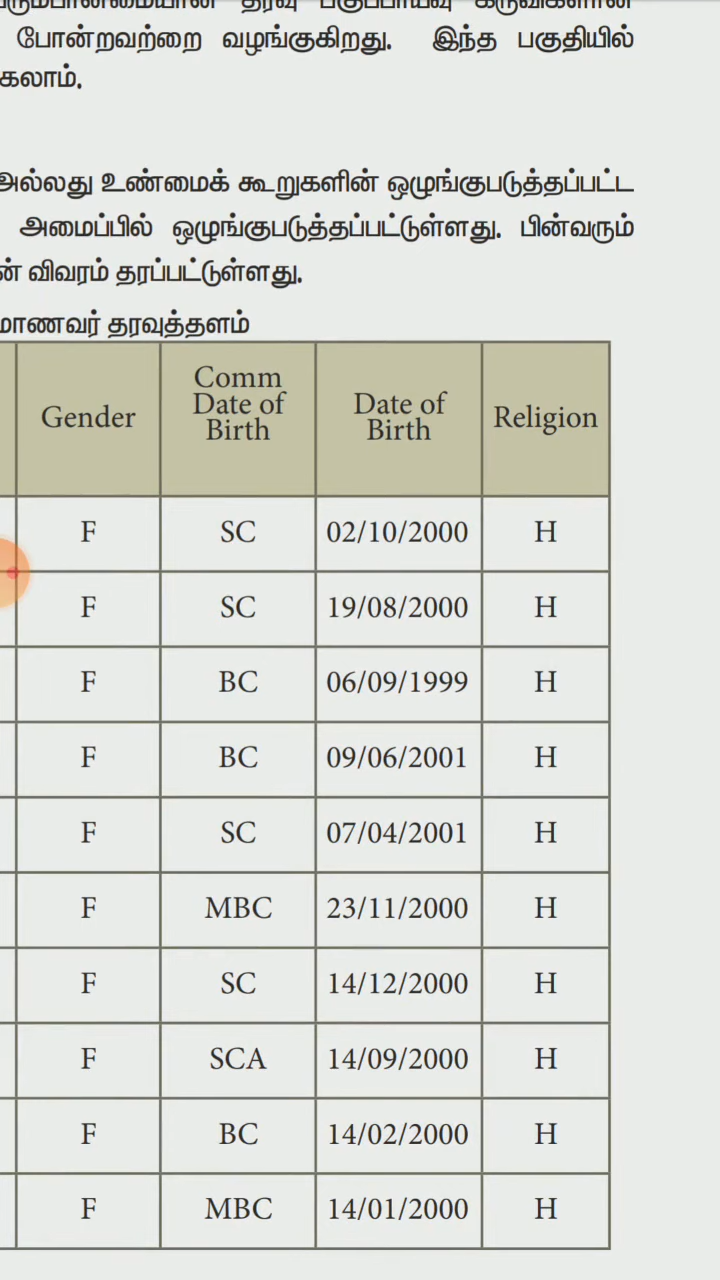 போன்றவற்றை வழங்குகிறது. இந்த பகுதியில்
கலாம்.
அல்லது உண்மைக் கூறுகளின் ஒழுங்குபடுத்தப்பட்ட
அமைப்பில் ஒழுங்குபடுத்தப்பட்டுள்ளது. பின்வரும்
ன் விவரம் தரப்பட்டுள்ளது.
மாணவர் தரவுத்தளம்
Gender Comm Date of Birth Date of Birth Religion
F SC 02/10/2000 H
F SC 19/08/2000 H
F BC 06/09/1999 H
F BC 09/06/2001 H
F SC 07/04/2001 H
F MBC 23/11/2000 H
F SC 14/12/2000 H
F SCA 14/09/2000 H
F BC 14/02/2000 H
F MBC 14/01/2000 H